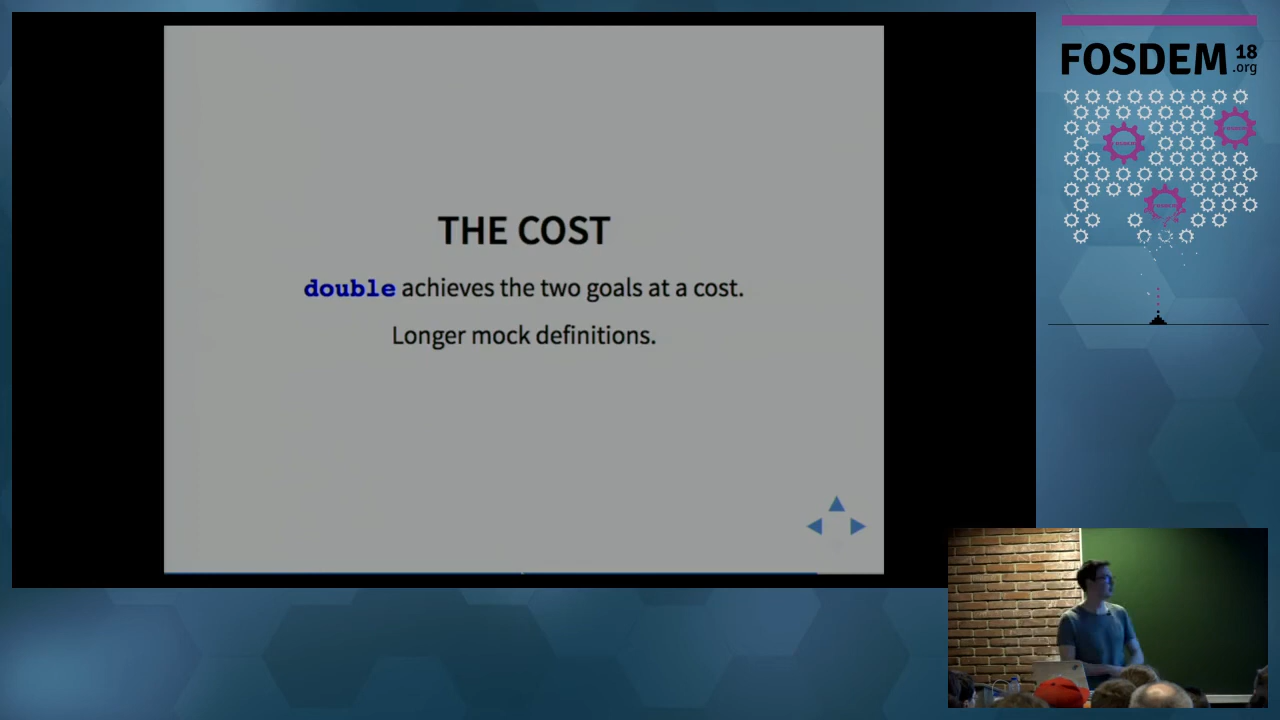 THE COST
double achieves the two goals at a cost.
Longer mock definitions.
FOSDEM 18
.org